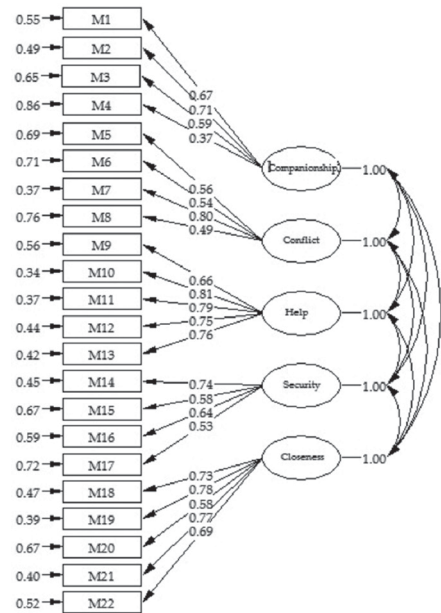 0.55 M1
0.49 M2
0.65 M3
0.86 M4
0.67
0.71
0.59
0.37
0.69 M5
0.71 M6
0.37 M7
0.76 M8
Companionship 1.00
0.56
0.54
0.80
0.49
Conflict 1.00
0.56 M9
0.34 M10
0.37 M11
0.44 M12
0.42 M13
0.66
0.81
0.79
0.75
0.76
Help 1.00
0.45 M14
0.67 M15
0.59 M16
0.72 M17
0.74
0.58
0.64
0.53
Security 1.00
0.47 M18
0.39 M19
0.67 M20
0.40 M21
0.52 M22
0.73
0.78
0.58
0.77
0.69
Closeness 1.00